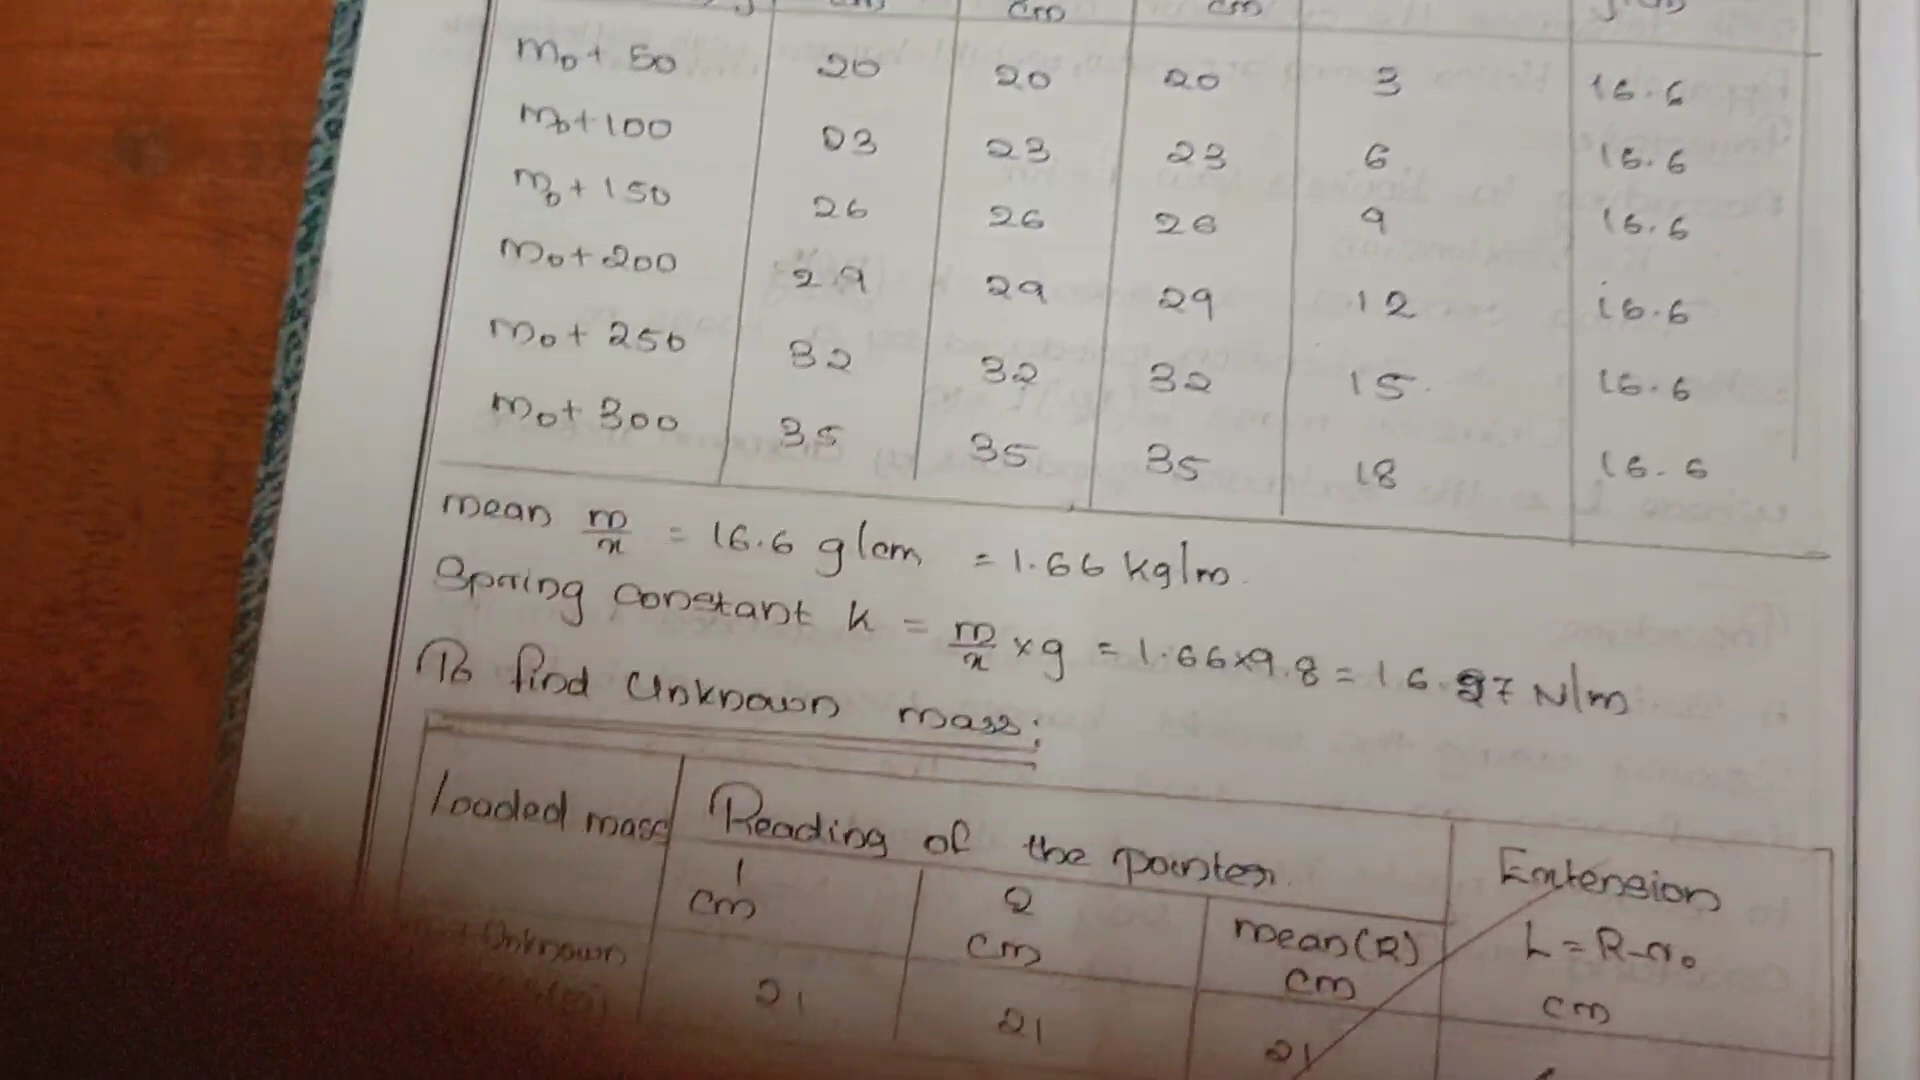 cm cm cm
m0 + 50 20 20 20 3 16.6
m0 + 100 23 23 23 6 16.6
m0 + 150 26 26 26 9 16.6
m0 + 200 29 29 29 12 16.6
m0 + 250 32 32 32 15 16.6
m0 + 300 35 35 35 18 16.6
mean m/x = 16.6 g/cm = 1.66 kg/m
Spring constant k = m/x × g = 1.66×9.8 = 16.27 N/m
To find Unknown mass:
loaded mass Reading of the pointer Extension
1 2 mean(R) L = R-r0
cm cm cm cm
Unknown 21 21 21